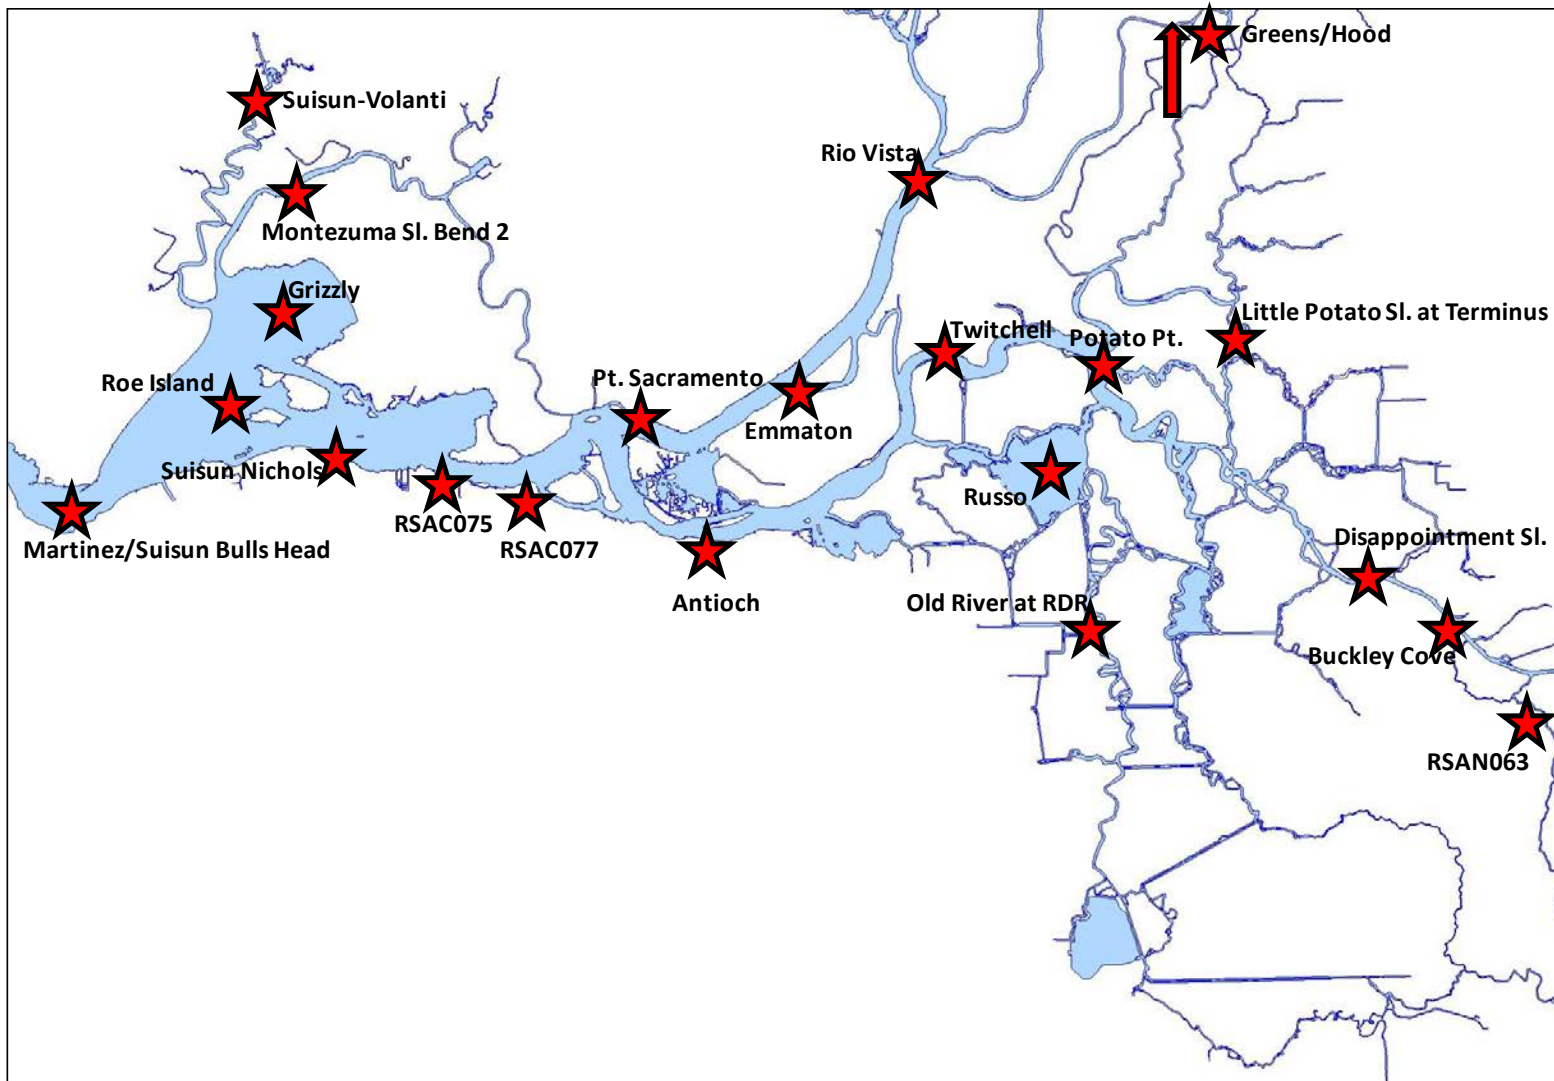 Greens/Hood
Suisun-Volanti
Rio Vista
Montezuma Sl. Bend 2
Grizzly
Little Potato Sl. at Terminus
Twitchell
Potato Pt.
Roe Island
Pt. Sacramento
Emmaton
Suisun Nichols
Russo
RSAC075
Martinez/Suisun Bulls Head
RSAC077
Disappointment Sl.
Antioch
Old River at RDR
Buckley Cove
RSAN063